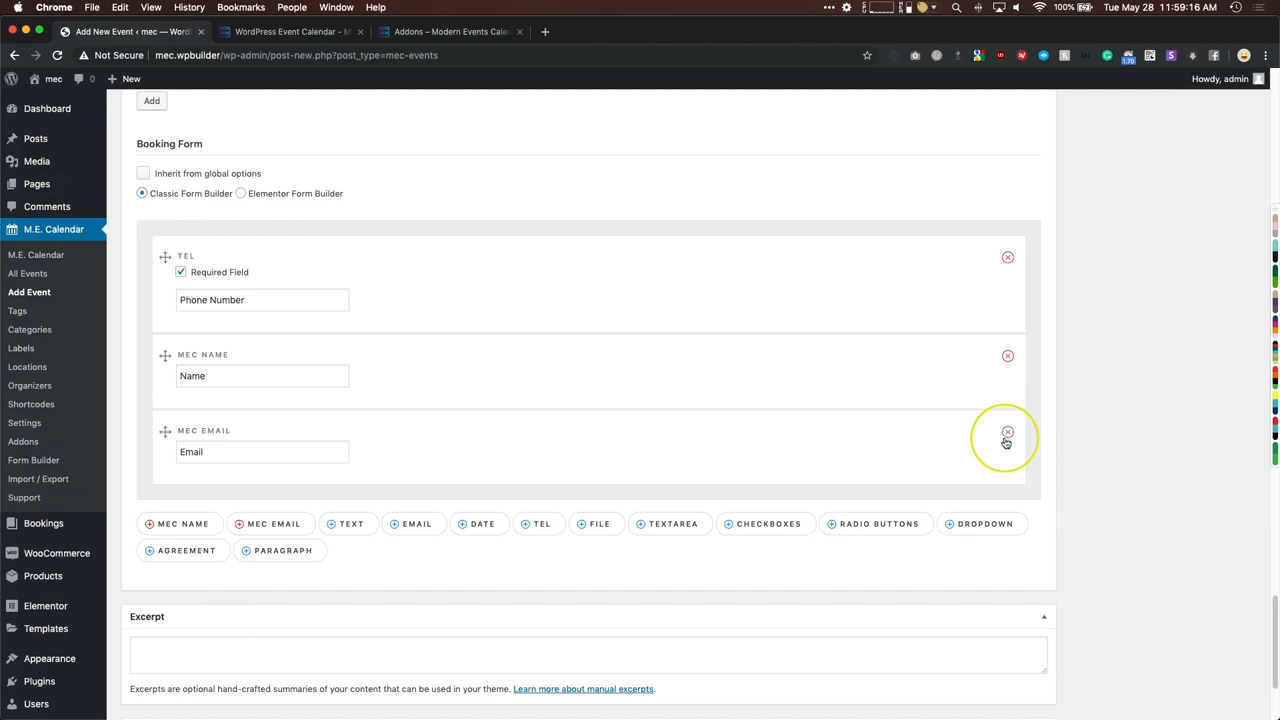 Chrome File Edit View History Bookmarks People Window Help 100% Tue May 28 11:59:16 AM
Add New Event ‹ mec — WordPre
WordPress Event Calendar - M
Addons – Modern Events Calen
Not Secure mec.wpbuilder/wp-admin/post-new.php?post_type=mec-events
1.70
mec 0 New Howdy, admin
Dashboard
Posts
Media
Pages
Comments
M.E. Calendar
M.E. Calendar
All Events
Add Event
Tags
Categories
Labels
Locations
Organizers
Shortcodes
Settings
Addons
Form Builder
Import / Export
Support
Bookings
WooCommerce
Products
Elementor
Templates
Appearance
Plugins
Users
Add
Booking Form
Inherit from global options
Classic Form Builder Elementor Form Builder
TEL
Required Field
Phone Number
MEC NAME
Name
MEC EMAIL
Email
MEC NAME MEC EMAIL TEXT EMAIL DATE TEL FILE TEXTAREA CHECKBOXES RADIO BUTTONS DROPDOWN
AGREEMENT PARAGRAPH
Excerpt
Excerpts are optional hand-crafted summaries of your content that can be used in your theme. Learn more about manual excerpts.